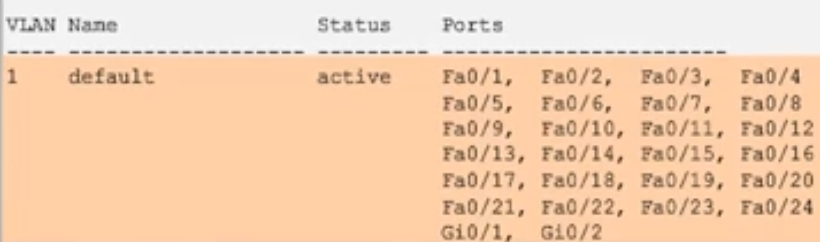 VLAN Name Status Ports
---- ------------------- --------- -----------------------
1 default active Fa0/1, Fa0/2, Fa0/3, Fa0/4
Fa0/5, Fa0/6, Fa0/7, Fa0/8
Fa0/9, Fa0/10, Fa0/11, Fa0/12
Fa0/13, Fa0/14, Fa0/15, Fa0/16
Fa0/17, Fa0/18, Fa0/19, Fa0/20
Fa0/21, Fa0/22, Fa0/23, Fa0/24
Gi0/1, Gi0/2